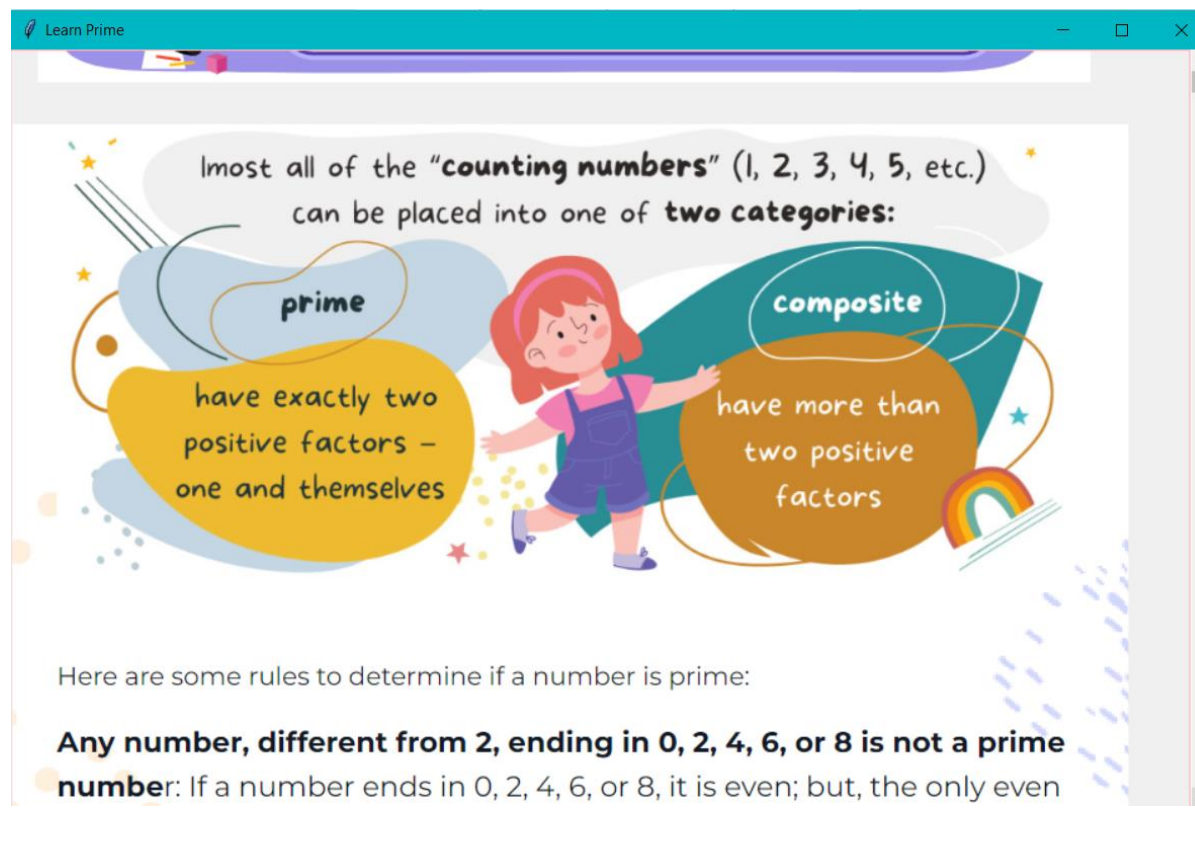 Learn Prime
lmost all of the “counting numbers” (1, 2, 3, 4, 5, etc.)
can be placed into one of two categories:
prime
have exactly two
positive factors –
one and themselves
composite
have more than
two positive
factors
Here are some rules to determine if a number is prime:
Any number, different from 2, ending in 0, 2, 4, 6, or 8 is not a prime
number: If a number ends in 0, 2, 4, 6, or 8, it is even; but, the only even